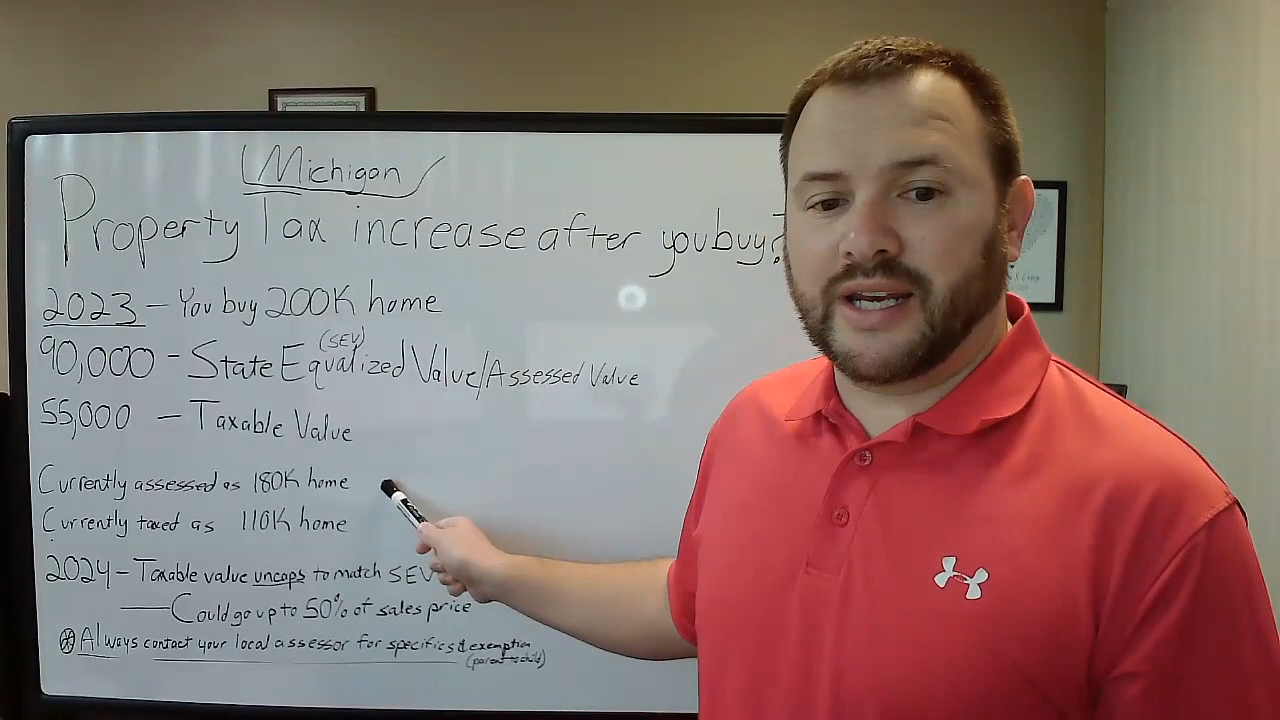 Michigan
Property Tax increase after you buy?
2023 - You buy 200K home
(SEV)
90,000 - State Equalized Value/Assessed Value
55,000 - Taxable Value
Currently assessed as 180K home
Currently taxed as 110K home
2024 - Taxable value uncaps to match SEV
Could go up to 50% of sales price
* Always contact your local assessor for specifics & exemption
(parent to child)